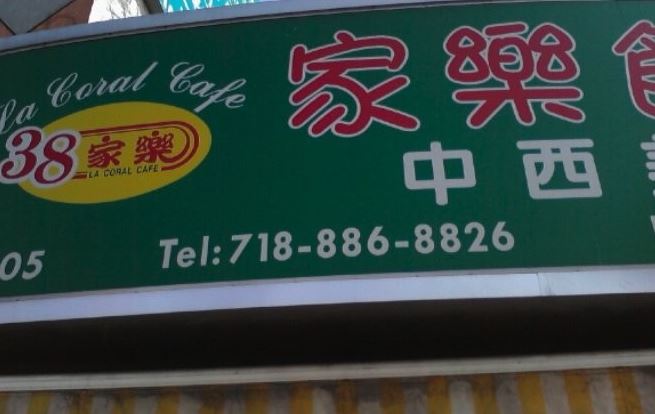 La Coral Cafe
38 家樂
LA CORAL CAFE
家樂
中西
Tel: 718-886-8826
05